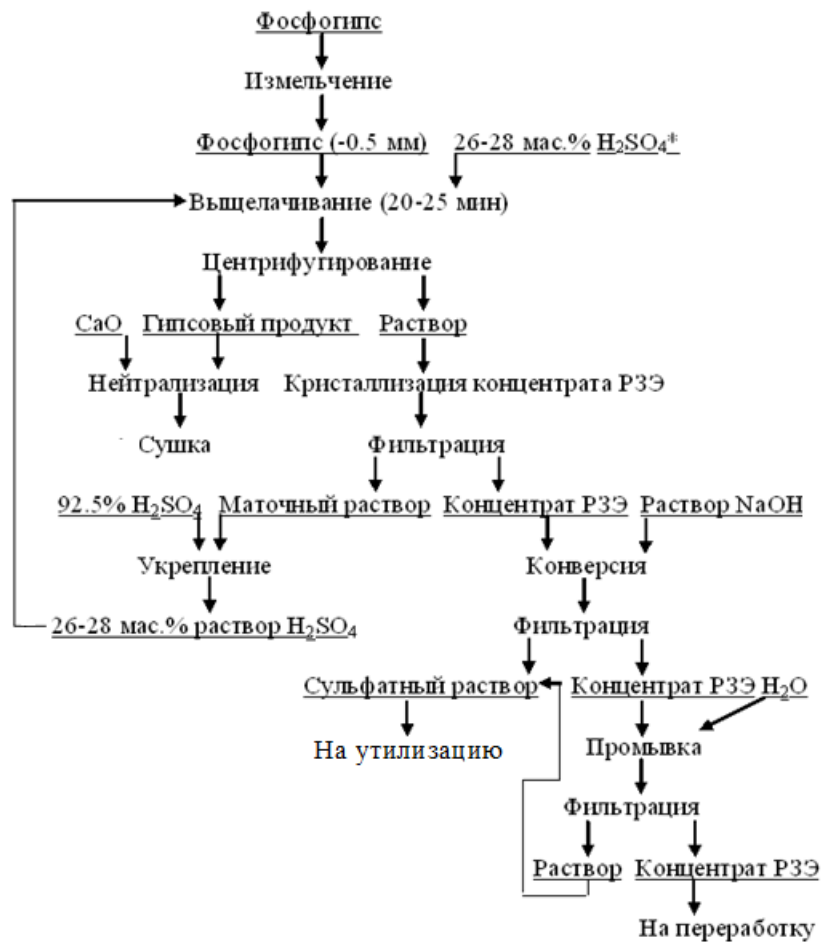 Фосфогипс
Измельчение
Фосфогипс (-0.5 мм) 26-28 мас.% H₂SO₄*
Выщелачивание (20-25 мин)
Центрифугирование
CaO Гипсовый продукт Раствор
Нейтрализация Кристаллизация концентрата РЗЭ
Сушка Фильтрация
92.5% H₂SO₄ Маточный раствор Концентрат РЗЭ Раствор NaOH
Укрепление Конверсия
26-28 мас.% раствор H₂SO₄ Фильтрация
Сульфатный раствор Концентрат РЗЭ H₂O
На утилизацию Промывка
Фильтрация
Раствор Концентрат РЗЭ
На переработку